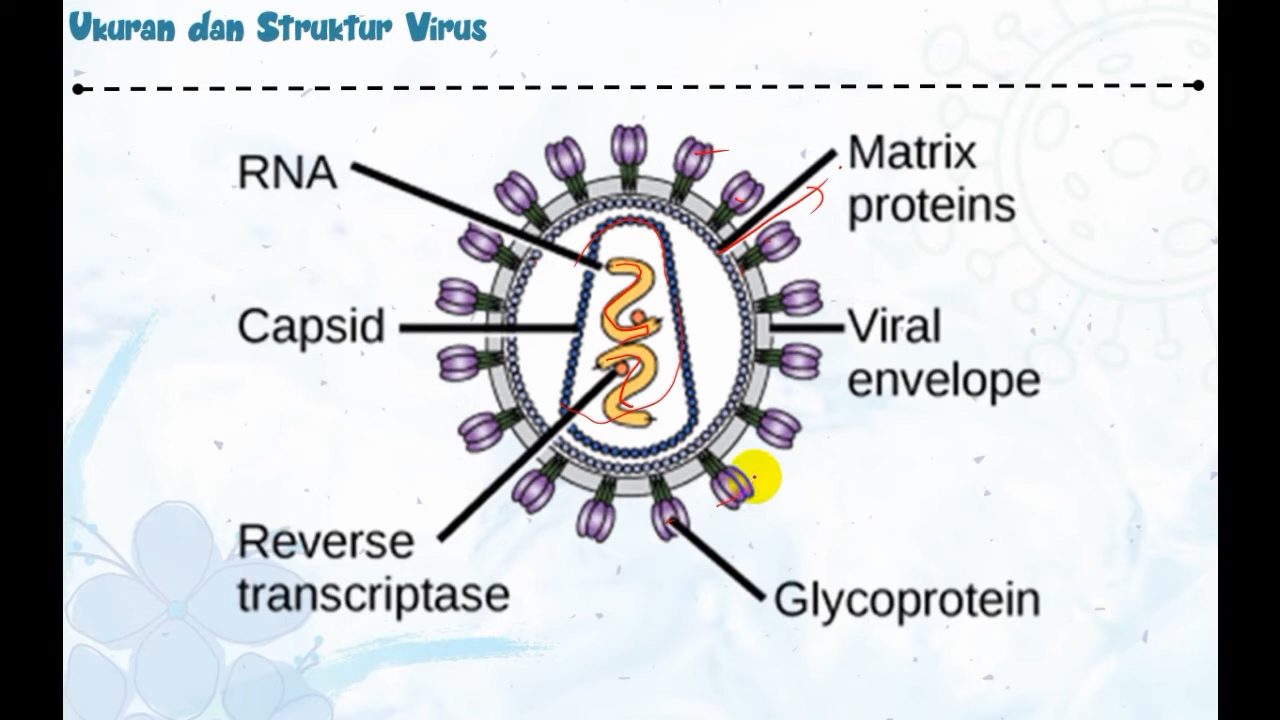 Ukuran dan Struktur Virus
RNA
Matrix
proteins
Capsid
Viral
envelope
Reverse
transcriptase
Glycoprotein